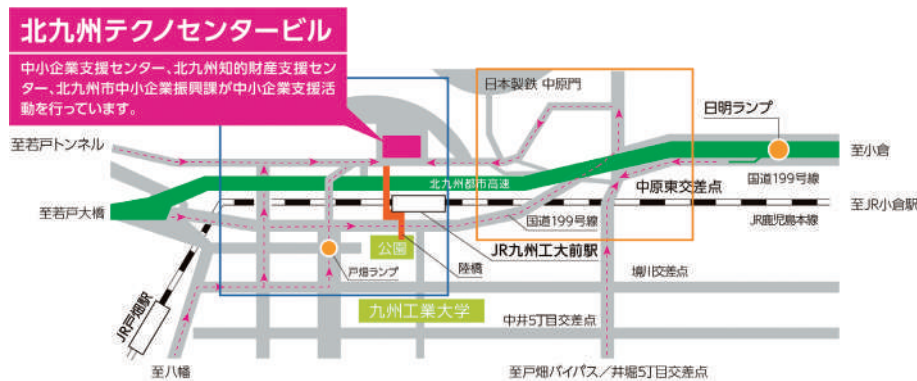 北九州テクノセンタービル
中小企業支援センター、北九州知的財産支援セン
ター、北九州市中小企業振興課が中小企業支援活
動を行っています。
日本製鉄 中原門
日明ランプ
至若戸トンネル
至小倉
北九州都市高速
国道199号線
中原東交差点
至若戸大橋
国道199号線
JR鹿児島本線
至JR小倉駅
公園
JR九州工大前駅
戸畑ランプ
陸橋
境川交差点
JR戸畑駅
九州工業大学
中井5丁目交差点
至八幡
至戸畑バイパス/井堀5丁目交差点